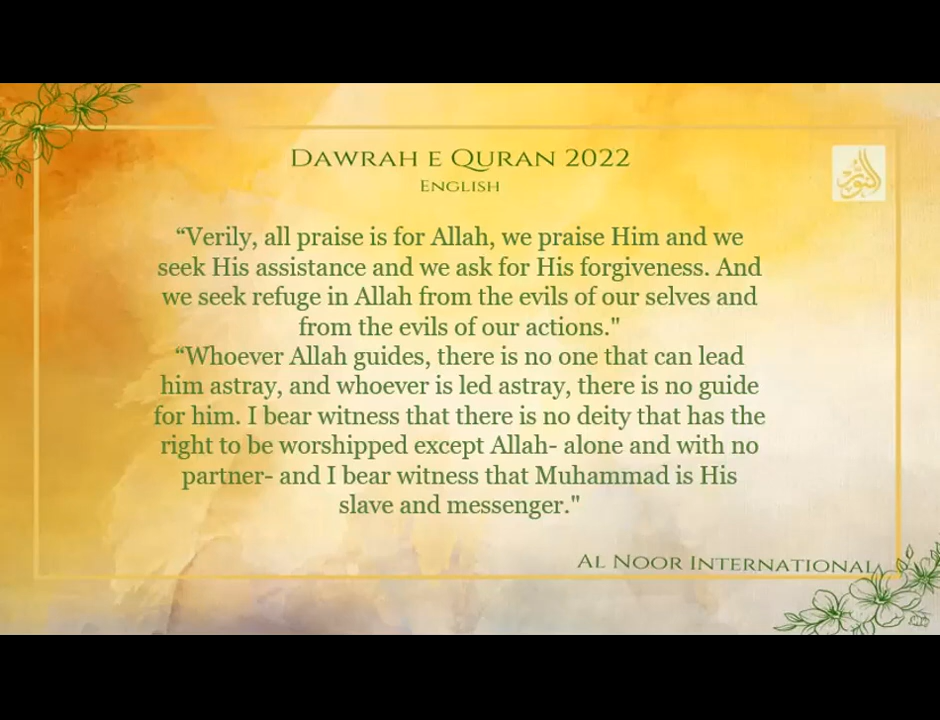 DAWRAH E QURAN 2022
ENGLISH
النور
“Verily, all praise is for Allah, we praise Him and we
seek His assistance and we ask for His forgiveness. And
we seek refuge in Allah from the evils of our selves and
from the evils of our actions."
“Whoever Allah guides, there is no one that can lead
him astray, and whoever is led astray, there is no guide
for him. I bear witness that there is no deity that has the
right to be worshipped except Allah- alone and with no
partner- and I bear witness that Muhammad is His
slave and messenger."
AL NOOR INTERNATIONAL